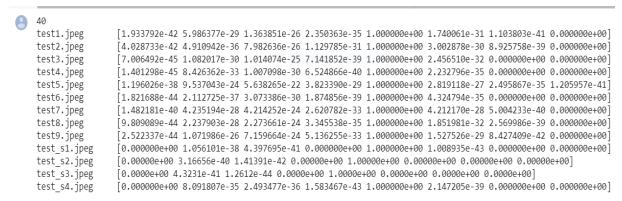 40
test1.jpeg [1.933792e-42 5.986377e-29 1.363851e-26 2.350363e-35 1.000000e+00 1.740061e-31 1.103803e-41 0.000000e+00]
test2.jpeg [4.028733e-42 4.910942e-36 7.982636e-26 1.129785e-31 1.000000e+00 3.002878e-30 8.925758e-39 0.000000e+00]
test3.jpeg [7.006492e-45 1.082017e-30 1.014074e-25 7.141852e-39 1.000000e+00 2.456510e-32 0.000000e+00 0.000000e+00]
test4.jpeg [1.401298e-45 8.426362e-33 1.007098e-30 6.524866e-40 1.000000e+00 2.232796e-35 0.000000e+00 0.000000e+00]
test5.jpeg [1.196026e-38 9.537043e-24 5.638265e-22 3.823390e-29 1.000000e+00 2.819118e-27 2.495867e-35 1.205957e-41]
test6.jpeg [1.821688e-44 2.112725e-37 3.073386e-30 1.874856e-39 1.000000e+00 4.324794e-35 0.000000e+00 0.000000e+00]
test7.jpeg [1.482181e-40 4.235194e-28 4.214252e-24 2.620782e-33 1.000000e+00 4.212170e-28 5.004233e-40 0.000000e+00]
test8.jpeg [9.809089e-44 2.237903e-28 2.273661e-24 3.345538e-35 1.000000e+00 1.851981e-32 2.569986e-39 0.000000e+00]
test9.jpeg [2.522337e-44 1.071986e-26 7.159664e-24 5.136255e-33 1.000000e+00 1.527526e-29 8.427409e-42 0.000000e+00]
test_s1.jpeg [0.000000e+00 1.056101e-38 4.397695e-41 0.000000e+00 1.000000e+00 1.008935e-43 0.000000e+00 0.000000e+00]
test_s2.jpeg [0.00000e+00 3.16656e-40 1.41391e-42 0.00000e+00 1.00000e+00 0.00000e+00 0.00000e+00 0.00000e+00]
test_s3.jpeg [0.0000e+00 4.3231e-41 1.2612e-44 0.0000e+00 1.0000e+00 0.0000e+00 0.0000e+00 0.0000e+00]
test_s4.jpeg [0.000000e+00 8.091807e-35 2.493477e-36 1.583467e-43 1.000000e+00 2.147205e-39 0.000000e+00 0.000000e+00]